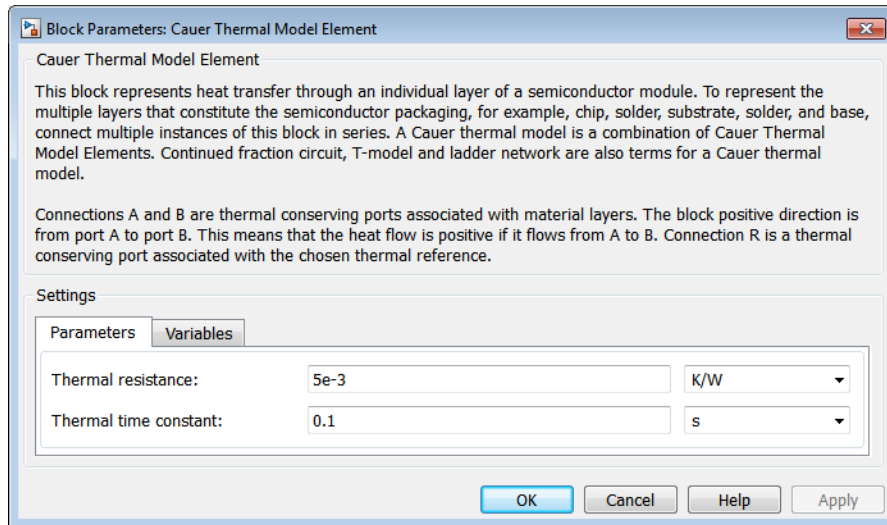 Block Parameters: Cauer Thermal Model Element
Cauer Thermal Model Element
This block represents heat transfer through an individual layer of a semiconductor module. To represent the
multiple layers that constitute the semiconductor packaging, for example, chip, solder, substrate, solder, and base,
connect multiple instances of this block in series. A Cauer thermal model is a combination of Cauer Thermal
Model Elements. Continued fraction circuit, T-model and ladder network are also terms for a Cauer thermal
model.
Connections A and B are thermal conserving ports associated with material layers. The block positive direction is
from port A to port B. This means that the heat flow is positive if it flows from A to B. Connection R is a thermal
conserving port associated with the chosen thermal reference.
Settings
Parameters Variables
Thermal resistance: 5e-3 K/W
Thermal time constant: 0.1 s
OK Cancel Help Apply